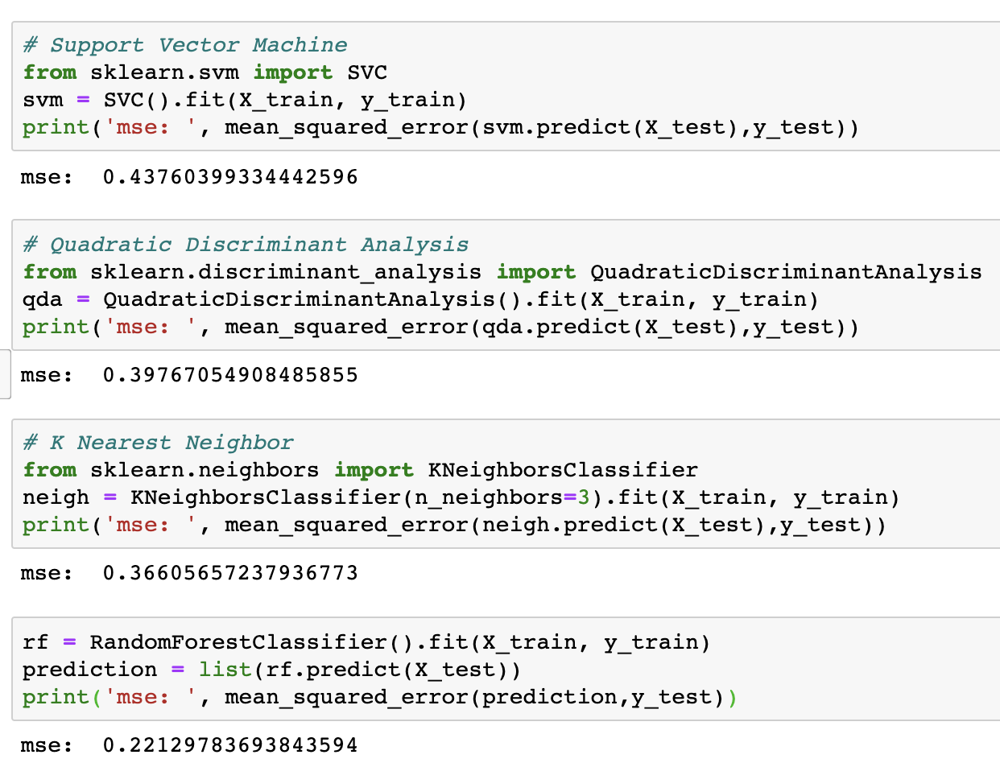 # Support Vector Machine
from sklearn.svm import SVC
svm = SVC().fit(X_train, y_train)
print('mse: ', mean_squared_error(svm.predict(X_test),y_test))
mse:  0.43760399334442596
# Quadratic Discriminant Analysis
from sklearn.discriminant_analysis import QuadraticDiscriminantAnalysis
qda = QuadraticDiscriminantAnalysis().fit(X_train, y_train)
print('mse: ', mean_squared_error(qda.predict(X_test),y_test))
mse:  0.39767054908485855
# K Nearest Neighbor
from sklearn.neighbors import KNeighborsClassifier
neigh = KNeighborsClassifier(n_neighbors=3).fit(X_train, y_train)
print('mse: ', mean_squared_error(neigh.predict(X_test),y_test))
mse:  0.36605657237936773
rf = RandomForestClassifier().fit(X_train, y_train)
prediction = list(rf.predict(X_test))
print('mse: ', mean_squared_error(prediction,y_test))
mse:  0.22129783693843594